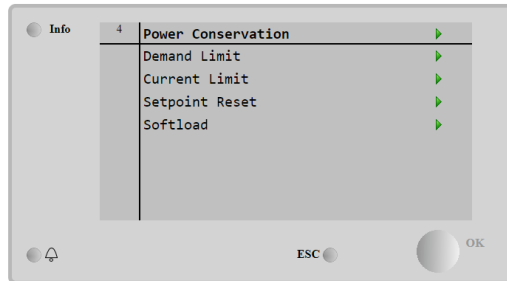 Info
4 Power Conservation
Demand Limit
Current Limit
Setpoint Reset
Softload
ESC
OK